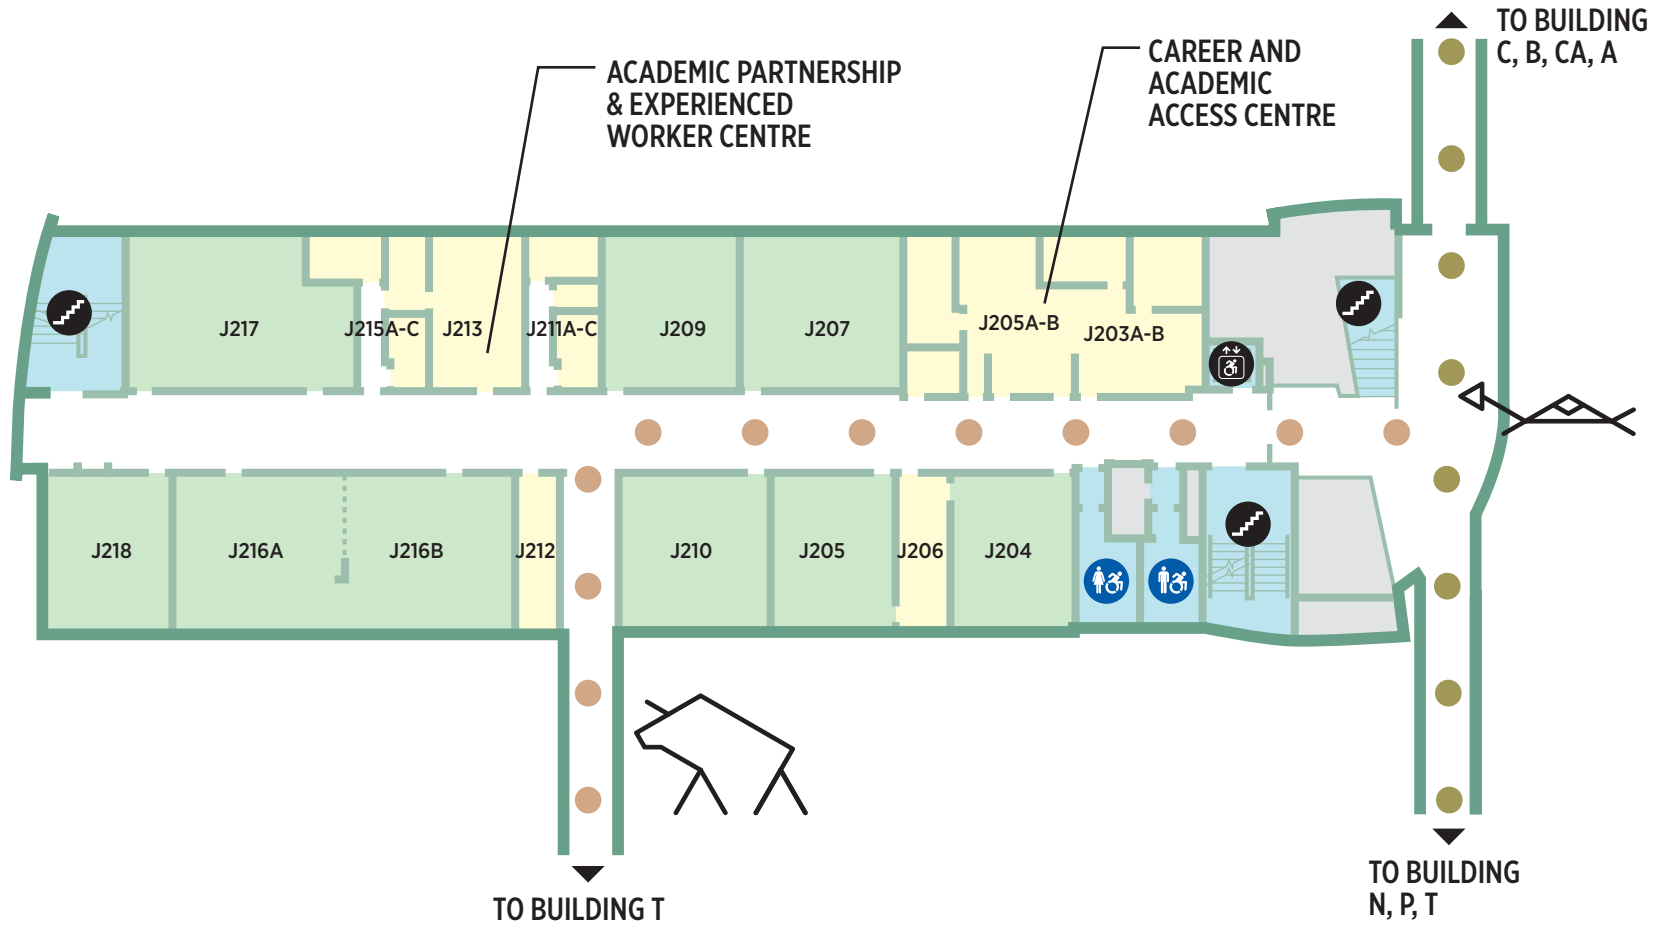 TO BUILDING
C, B, CA, A
CAREER AND
ACADEMIC
ACCESS CENTRE
ACADEMIC PARTNERSHIP
& EXPERIENCED
WORKER CENTRE
J217
J215A-C
J213
J211A-C
J209
J207
J205A-B
J203A-B
J218
J216A
J216B
J212
J210
J205
J206
J204
TO BUILDING T
TO BUILDING
N, P, T